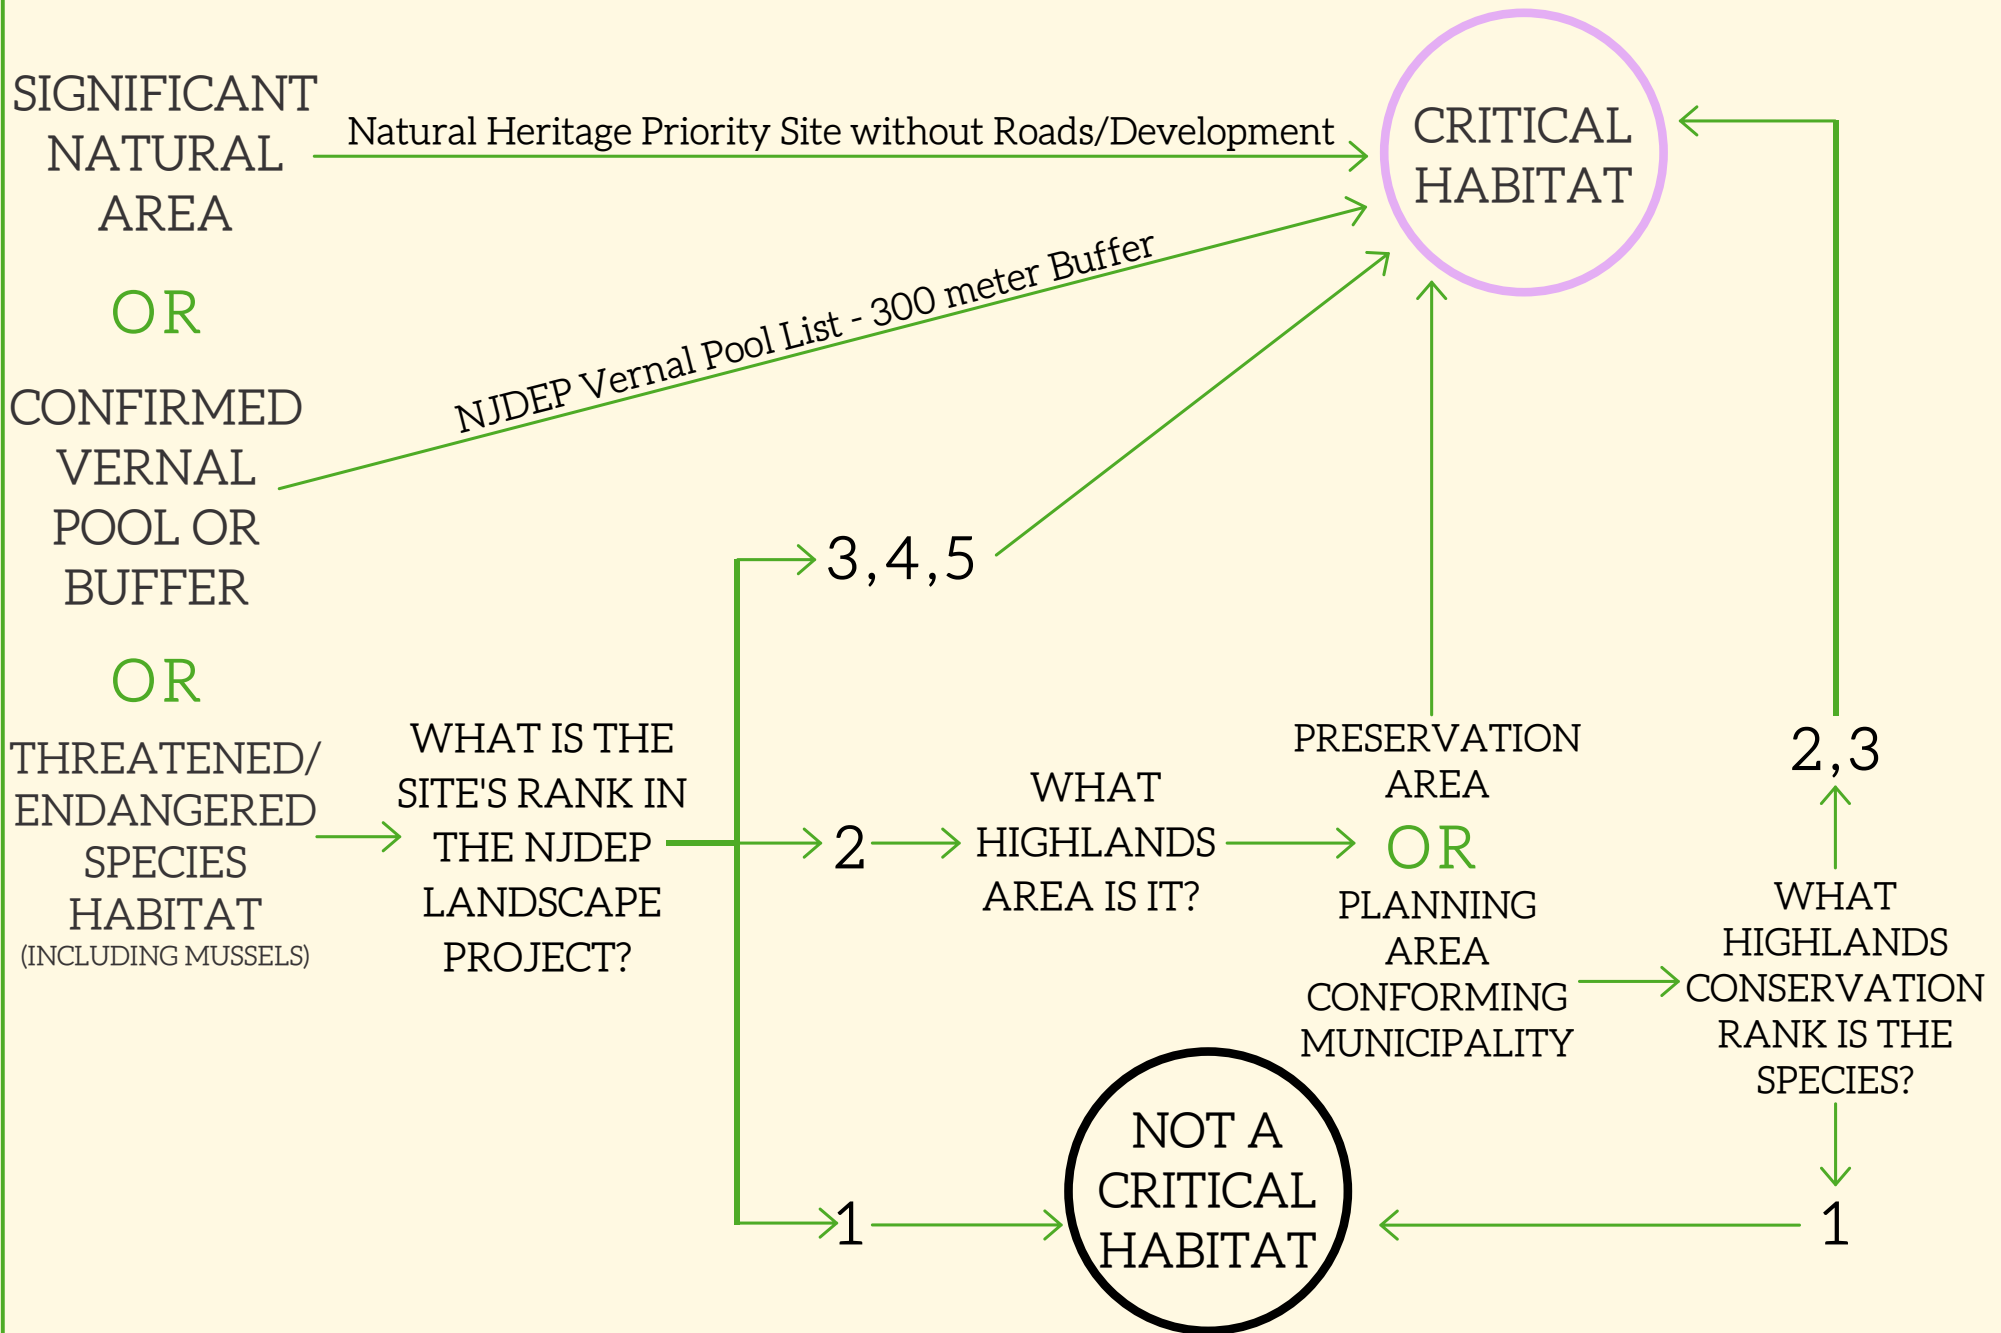 SIGNIFICANT
NATURAL
AREA
OR
CONFIRMED
VERNAL
POOL OR
BUFFER
OR
THREATENED/
ENDANGERED
SPECIES
HABITAT
(INCLUDING MUSSELS)
Natural Heritage Priority Site without Roads/Development
NJDEP Vernal Pool List - 300 meter Buffer
CRITICAL
HABITAT
WHAT IS THE
SITE'S RANK IN
THE NJDEP
LANDSCAPE
PROJECT?
3,4,5
2
1
WHAT
HIGHLANDS
AREA IS IT?
PRESERVATION
AREA
OR
PLANNING
AREA
CONFORMING
MUNICIPALITY
2,3
WHAT
HIGHLANDS
CONSERVATION
RANK IS THE
SPECIES?
1
NOT A
CRITICAL
HABITAT